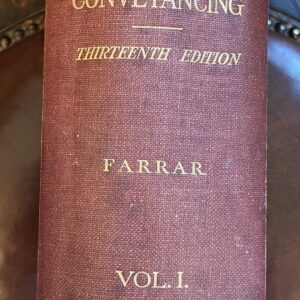 CONVEYANCING
THIRTEENTH EDITION
FARRAR
VOL. I.